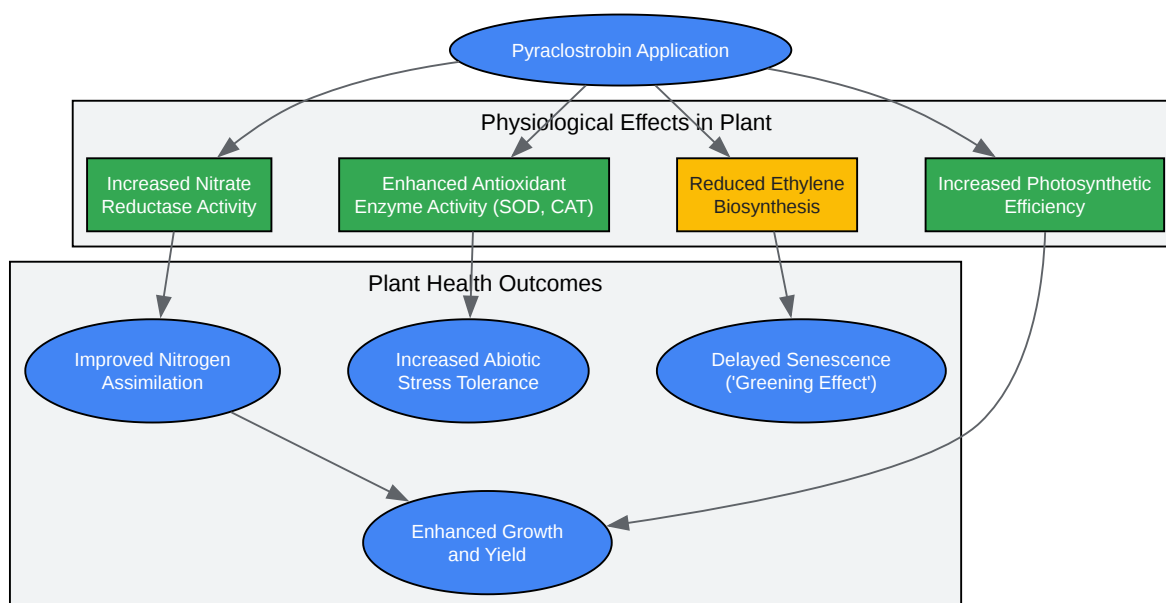 Pyraclostrobin Application
Physiological Effects in Plant
Increased Nitrate
Reductase Activity
Enhanced Antioxidant
Enzyme Activity (SOD, CAT)
Reduced Ethylene
Biosynthesis
Increased Photosynthetic
Efficiency
Plant Health Outcomes
Improved Nitrogen
Assimilation
Increased Abiotic
Stress Tolerance
Delayed Senescence
('Greening Effect')
Enhanced Growth
and Yield